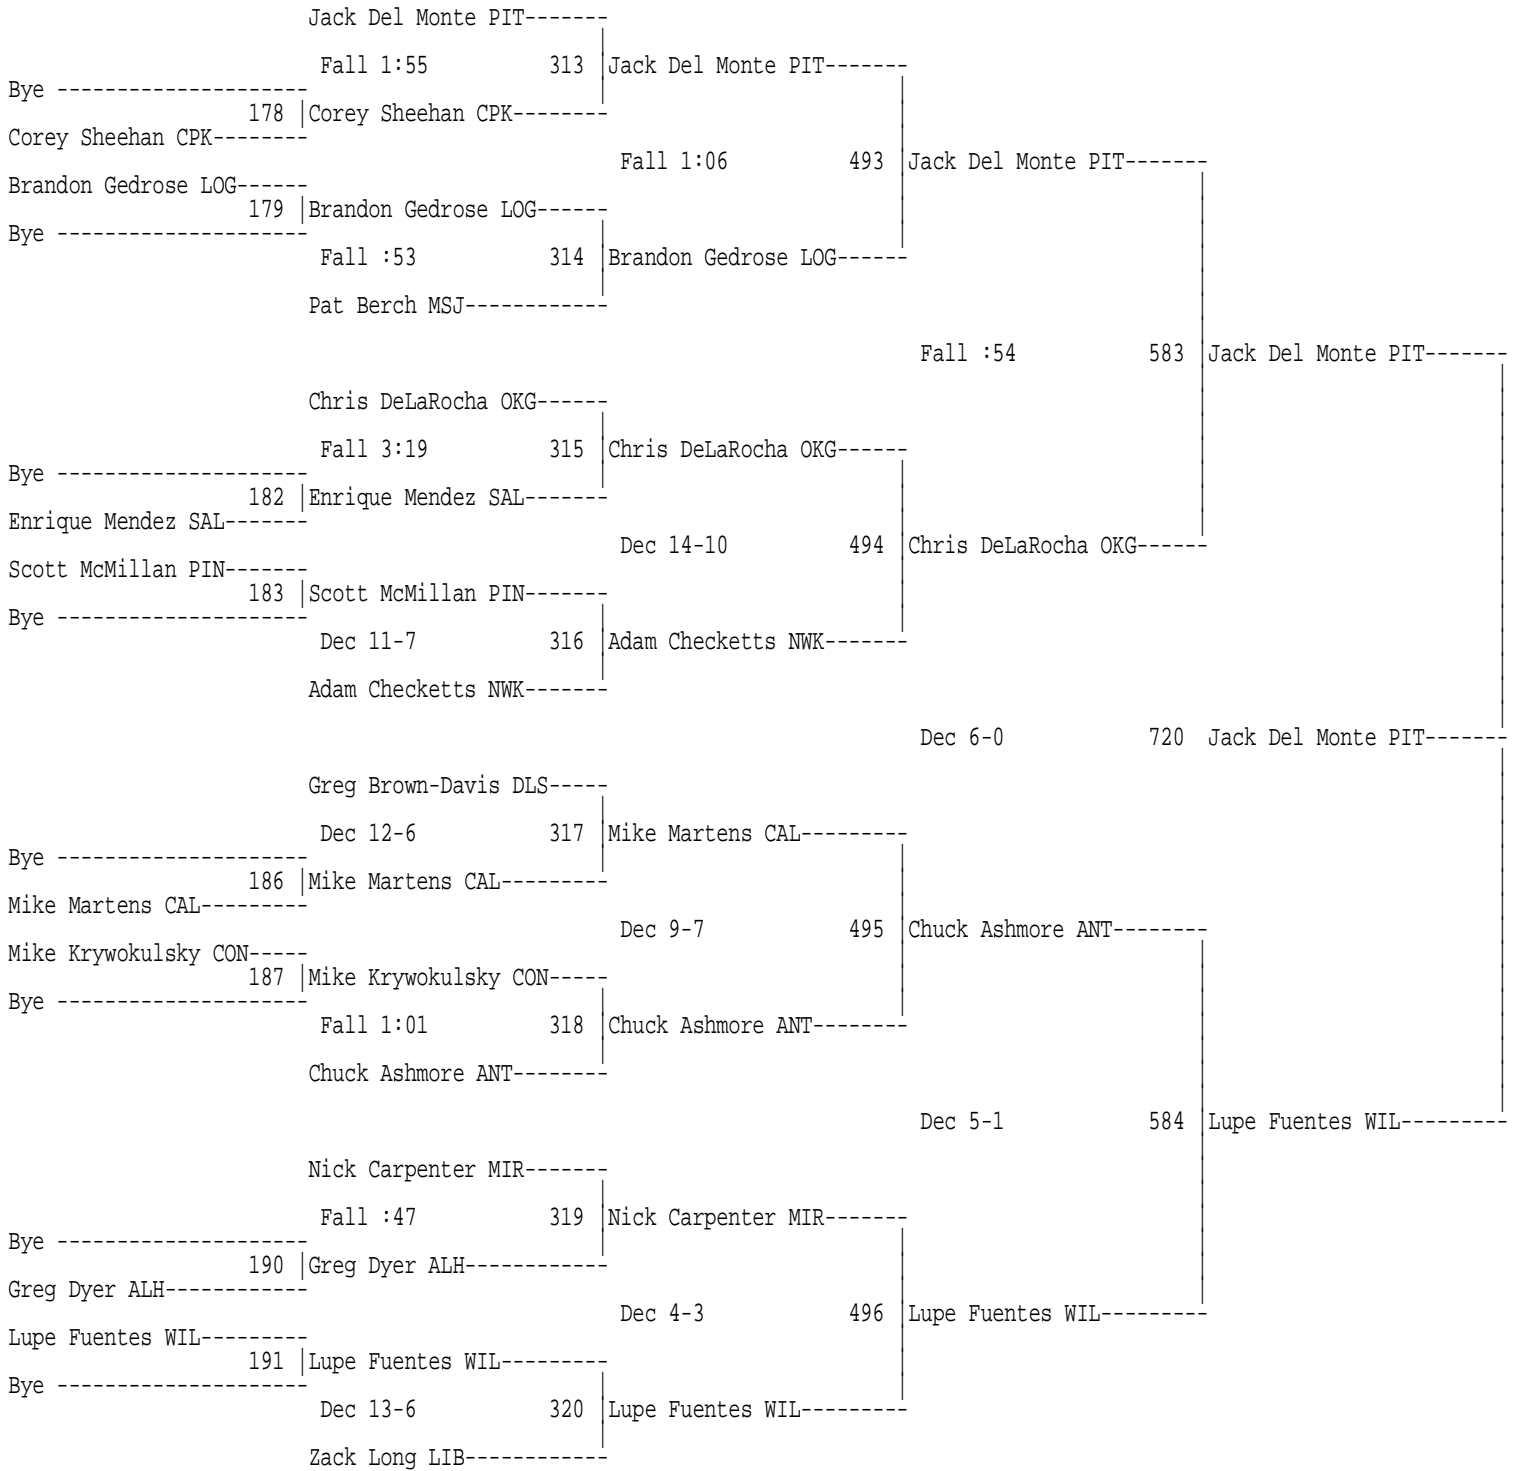 Jack Del Monte PIT-------
Fall 1:55 313 |Jack Del Monte PIT-------
Bye ---------------------
178 |Corey Sheehan CPK--------
Corey Sheehan CPK--------
Fall 1:06 493 |Jack Del Monte PIT-------
Brandon Gedrose LOG------
179 |Brandon Gedrose LOG------
Bye ---------------------
Fall :53 314 |Brandon Gedrose LOG------
Pat Berch MSJ------------
Fall :54 583 |Jack Del Monte PIT-------
Chris DeLaRocha OKG------
Fall 3:19 315 |Chris DeLaRocha OKG------
Bye ---------------------
182 |Enrique Mendez SAL-------
Enrique Mendez SAL-------
Dec 14-10 494 |Chris DeLaRocha OKG------
Scott McMillan PIN-------
183 |Scott McMillan PIN-------
Bye ---------------------
Dec 11-7 316 |Adam Checketts NWK-------
Adam Checketts NWK-------
Dec 6-0 720 Jack Del Monte PIT-------
Greg Brown-Davis DLS-----
Dec 12-6 317 |Mike Martens CAL---------
Bye ---------------------
186 |Mike Martens CAL---------
Mike Martens CAL---------
Dec 9-7 495 |Chuck Ashmore ANT--------
Mike Krywokulsky CON-----
187 |Mike Krywokulsky CON-----
Bye ---------------------
Fall 1:01 318 |Chuck Ashmore ANT--------
Chuck Ashmore ANT--------
Dec 5-1 584 |Lupe Fuentes WIL---------
Nick Carpenter MIR-------
Fall :47 319 |Nick Carpenter MIR-------
Bye ---------------------
190 |Greg Dyer ALH------------
Greg Dyer ALH------------
Dec 4-3 496 |Lupe Fuentes WIL---------
Lupe Fuentes WIL---------
191 |Lupe Fuentes WIL---------
Bye ---------------------
Dec 13-6 320 |Lupe Fuentes WIL---------
Zack Long LIB------------